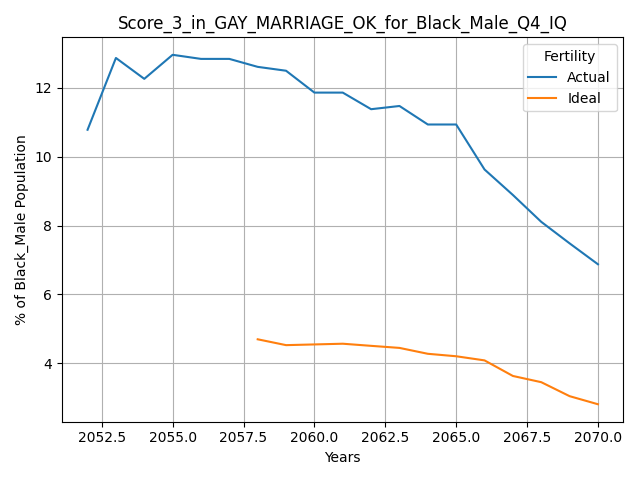 Score_3_in_GAY_MARRIAGE_OK_for_Black_Male_Q4_IQ
Fertility
Actual
Ideal
% of Black_Male Population
12
10
8
6
4
2052.5 2055.0 2057.5 2060.0 2062.5 2065.0 2067.5 2070.0
Years